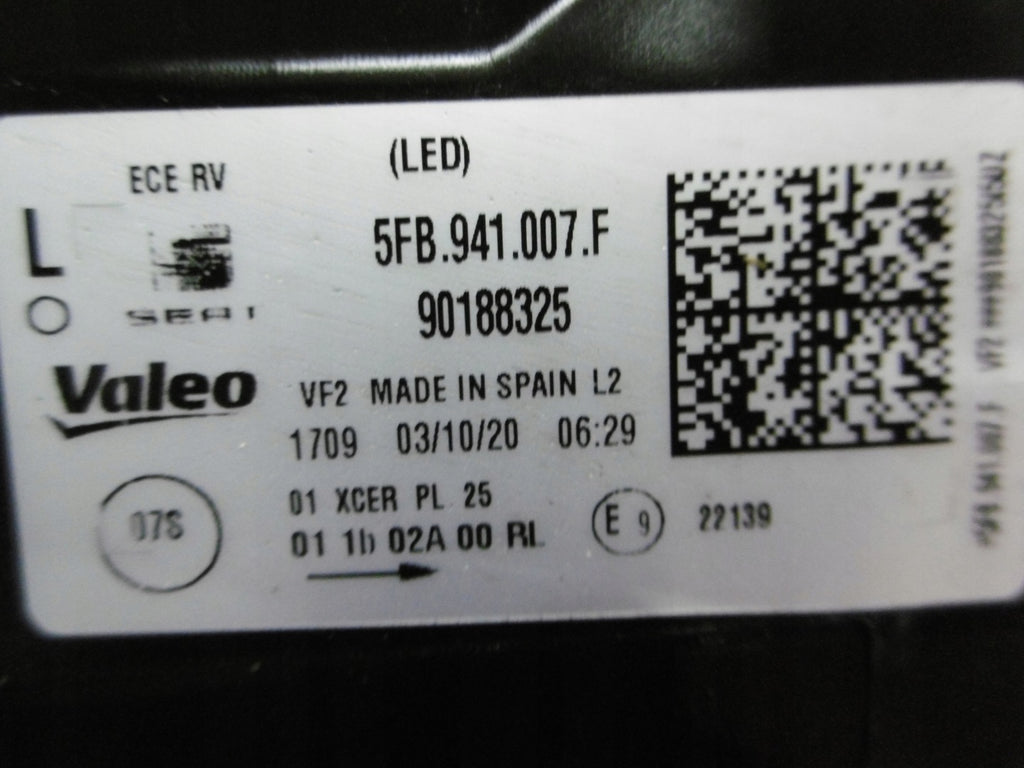 (LED)
ECE RV
L
5FB.941.007.F
SEAT
90188325
Valeo
VF2 MADE IN SPAIN L2
1709 03/10/20 06:29
01 XCER PL 25
07S
E 9
22139
01 1b 02A 00 RL